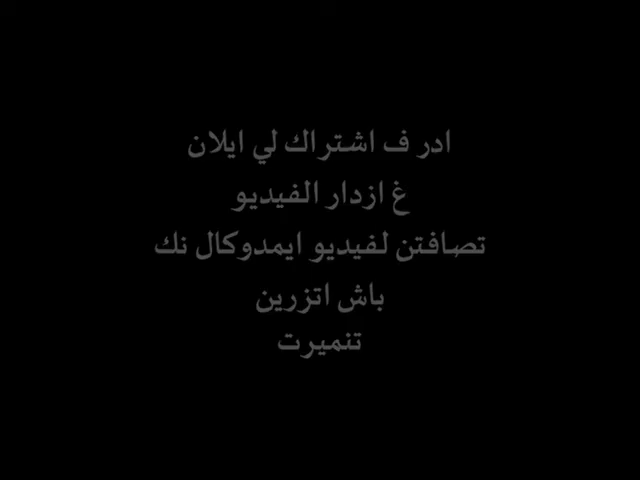 ادر ف اشتراك لي ايلان
غ ازدار الفيديو
تصافتن لفيديو ايمدوكال نك
باش اتزرين
تنميرت